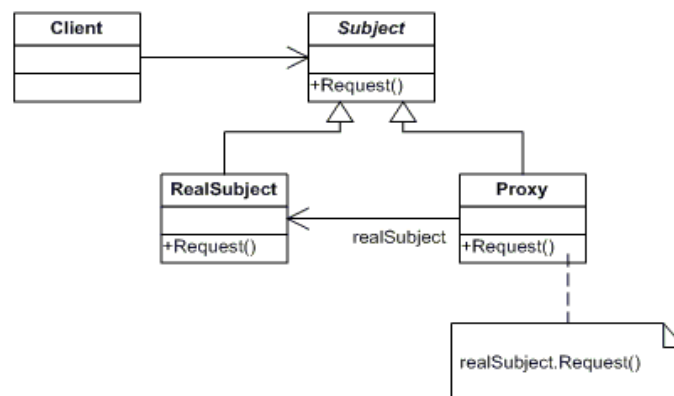 Client
Subject
+Request()
RealSubject
Proxy
+Request()
realSubject
+Request()
realSubject.Request()